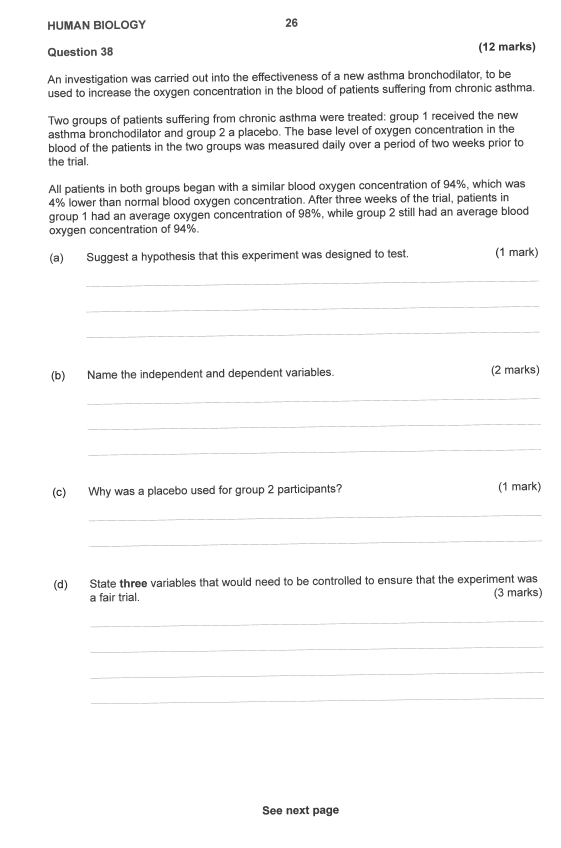 HUMAN BIOLOGY 26
Question 38 (12 marks)
An investigation was carried out into the effectiveness of a new asthma bronchodilator, to be
used to increase the oxygen concentration in the blood of patients suffering from chronic asthma.
Two groups of patients suffering from chronic asthma were treated: group 1 received the new
asthma bronchodilator and group 2 a placebo. The base level of oxygen concentration in the
blood of the patients in the two groups was measured daily over a period of two weeks prior to
the trial.
All patients in both groups began with a similar blood oxygen concentration of 94%, which was
4% lower than normal blood oxygen concentration. After three weeks of the trial, patients in
group 1 had an average oxygen concentration of 98%, while group 2 still had an average blood
oxygen concentration of 94%.
(a) Suggest a hypothesis that this experiment was designed to test. (1 mark)
(b) Name the independent and dependent variables. (2 marks)
(c) Why was a placebo used for group 2 participants? (1 mark)
(d) State three variables that would need to be controlled to ensure that the experiment was
a fair trial. (3 marks)
See next page